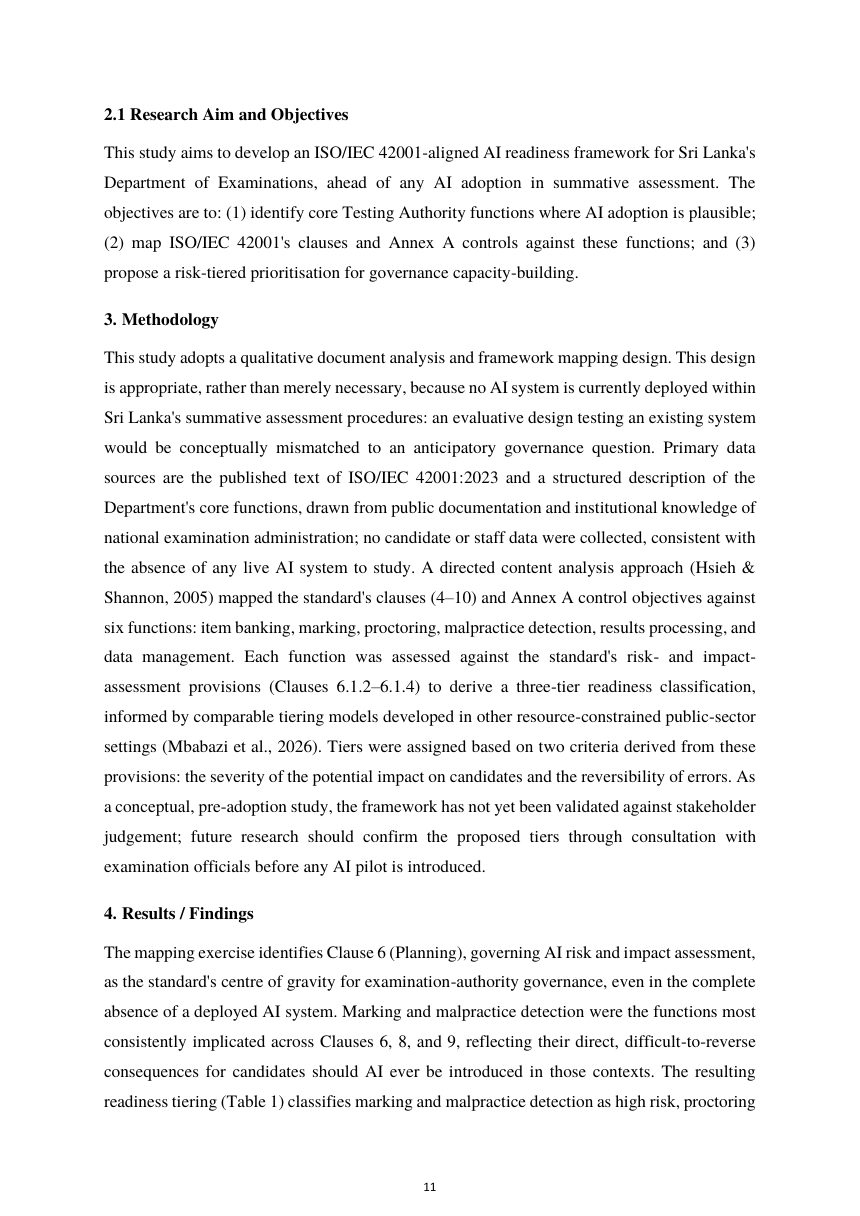 2.1 Research Aim and Objectives
This study aims to develop an ISO/IEC 42001-aligned AI readiness framework for Sri Lanka's
Department of Examinations, ahead of any AI adoption in summative assessment. The
objectives are to: (1) identify core Testing Authority functions where AI adoption is plausible;
(2) map ISO/IEC 42001's clauses and Annex A controls against these functions; and (3)
propose a risk-tiered prioritisation for governance capacity-building.
3. Methodology
This study adopts a qualitative document analysis and framework mapping design. This design
is appropriate, rather than merely necessary, because no AI system is currently deployed within
Sri Lanka's summative assessment procedures: an evaluative design testing an existing system
would be conceptually mismatched to an anticipatory governance question. Primary data
sources are the published text of ISO/IEC 42001:2023 and a structured description of the
Department's core functions, drawn from public documentation and institutional knowledge of
national examination administration; no candidate or staff data were collected, consistent with
the absence of any live AI system to study. A directed content analysis approach (Hsieh &
Shannon, 2005) mapped the standard's clauses (4–10) and Annex A control objectives against
six functions: item banking, marking, proctoring, malpractice detection, results processing, and
data management. Each function was assessed against the standard's risk- and impact-
assessment provisions (Clauses 6.1.2–6.1.4) to derive a three-tier readiness classification,
informed by comparable tiering models developed in other resource-constrained public-sector
settings (Mbabazi et al., 2026). Tiers were assigned based on two criteria derived from these
provisions: the severity of the potential impact on candidates and the reversibility of errors. As
a conceptual, pre-adoption study, the framework has not yet been validated against stakeholder
judgement; future research should confirm the proposed tiers through consultation with
examination officials before any AI pilot is introduced.
4. Results / Findings
The mapping exercise identifies Clause 6 (Planning), governing AI risk and impact assessment,
as the standard's centre of gravity for examination-authority governance, even in the complete
absence of a deployed AI system. Marking and malpractice detection were the functions most
consistently implicated across Clauses 6, 8, and 9, reflecting their direct, difficult-to-reverse
consequences for candidates should AI ever be introduced in those contexts. The resulting
readiness tiering (Table 1) classifies marking and malpractice detection as high risk, proctoring
11